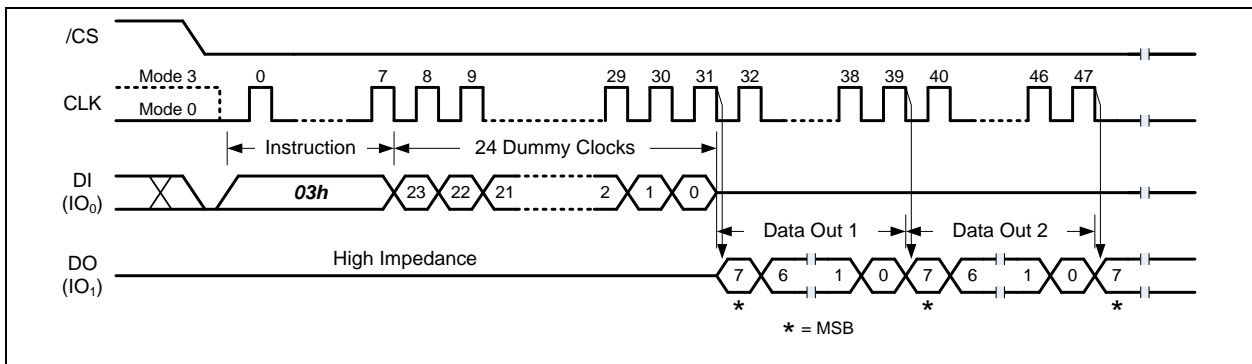 /CS
Mode 3 0 7 8 9 29 30 31 32 38 39 40 46 47
CLK
Mode 0
Instruction 24 Dummy Clocks
DI
(IO0)
03h 23 22 21 2 1 0
Data Out 1 Data Out 2
High Impedance
DO
(IO1)
7 6 1 0 7 6 1 0 7
* * *
* = MSB